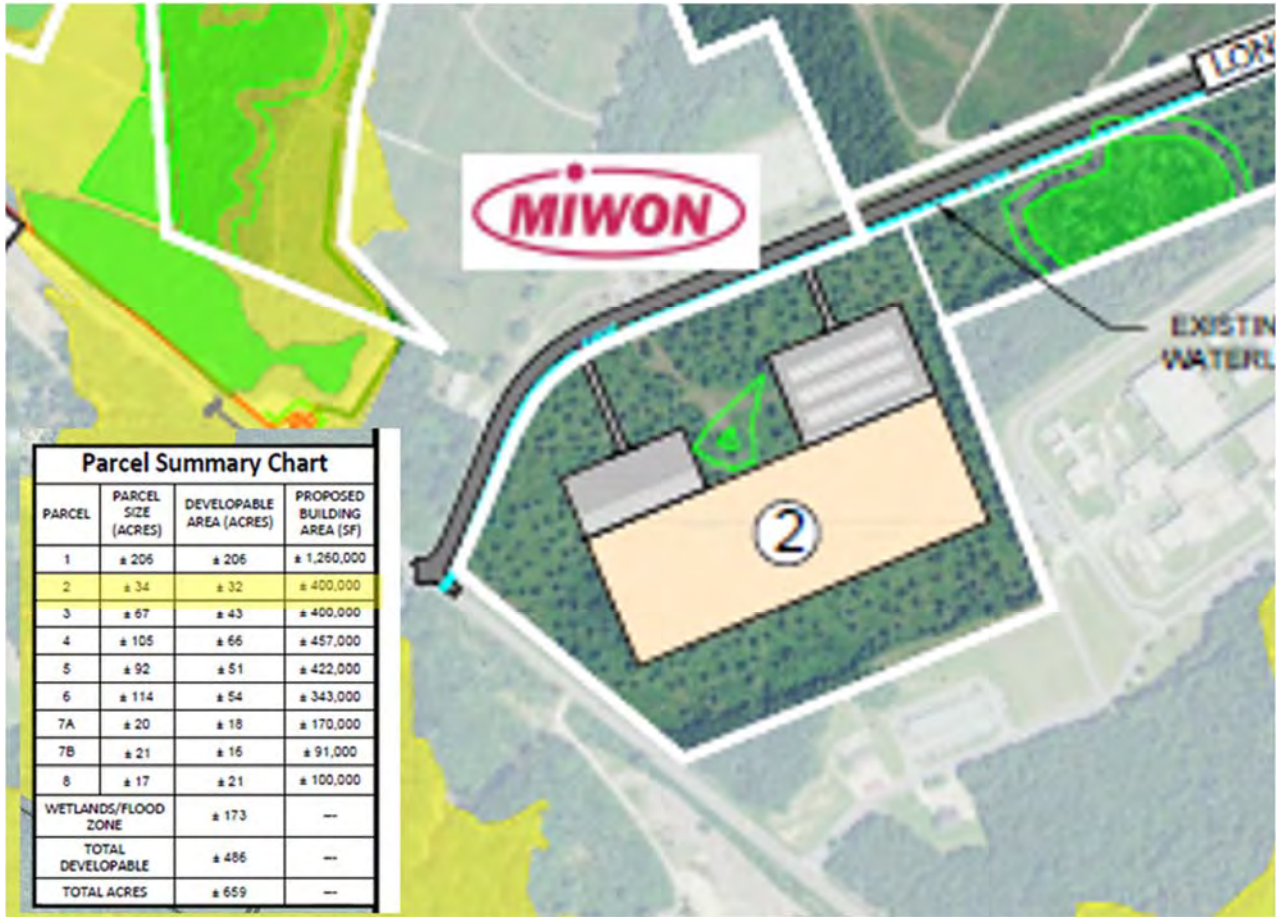 LON
MIWON
EXISTIN
WATERL
2
Parcel Summary Chart
PARCEL PARCEL SIZE (ACRES) DEVELOPABLE AREA (ACRES) PROPOSED BUILDING AREA (SF)
1 ± 206 ± 206 ± 1,260,000
2 ± 34 ± 32 ± 400,000
3 ± 67 ± 43 ± 400,000
4 ± 105 ± 66 ± 457,000
5 ± 92 ± 51 ± 422,000
6 ± 114 ± 54 ± 343,000
7A ± 20 ± 18 ± 170,000
7B ± 21 ± 16 ± 91,000
8 ± 17 ± 21 ± 100,000
WETLANDS/FLOOD ZONE ± 173 ---
TOTAL DEVELOPABLE ± 486 ---
TOTAL ACRES ± 659 ---